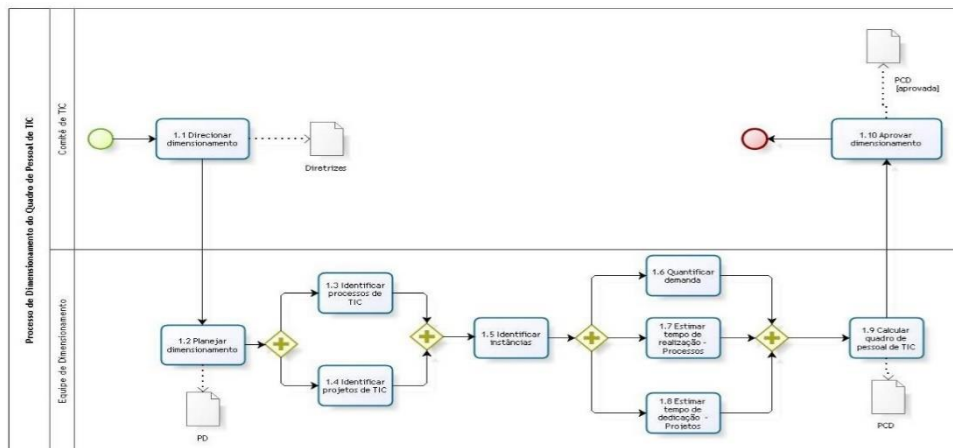 Processo de Dimensionamento do Quadro de Pessoal de TIC
Comitê de TIC
1.1 Direcionar
dimensionamento
Diretrizes
PCD
[aprovada]
1.10 Aprovar
dimensionamento
Equipe de Dimensionamento
1.2 Planejar
dimensionamento
PD
1.3 Identificar
processos de
TIC
1.4 Identificar
projetos de TIC
1.5 Identificar
instâncias
1.6 Quantificar
demanda
1.7 Estimar
tempo de
realização -
Processos
1.8 Estimar
tempo de
dedicação -
Projetos
1.9 Calcular
quadro de
pessoal de TIC
PCD